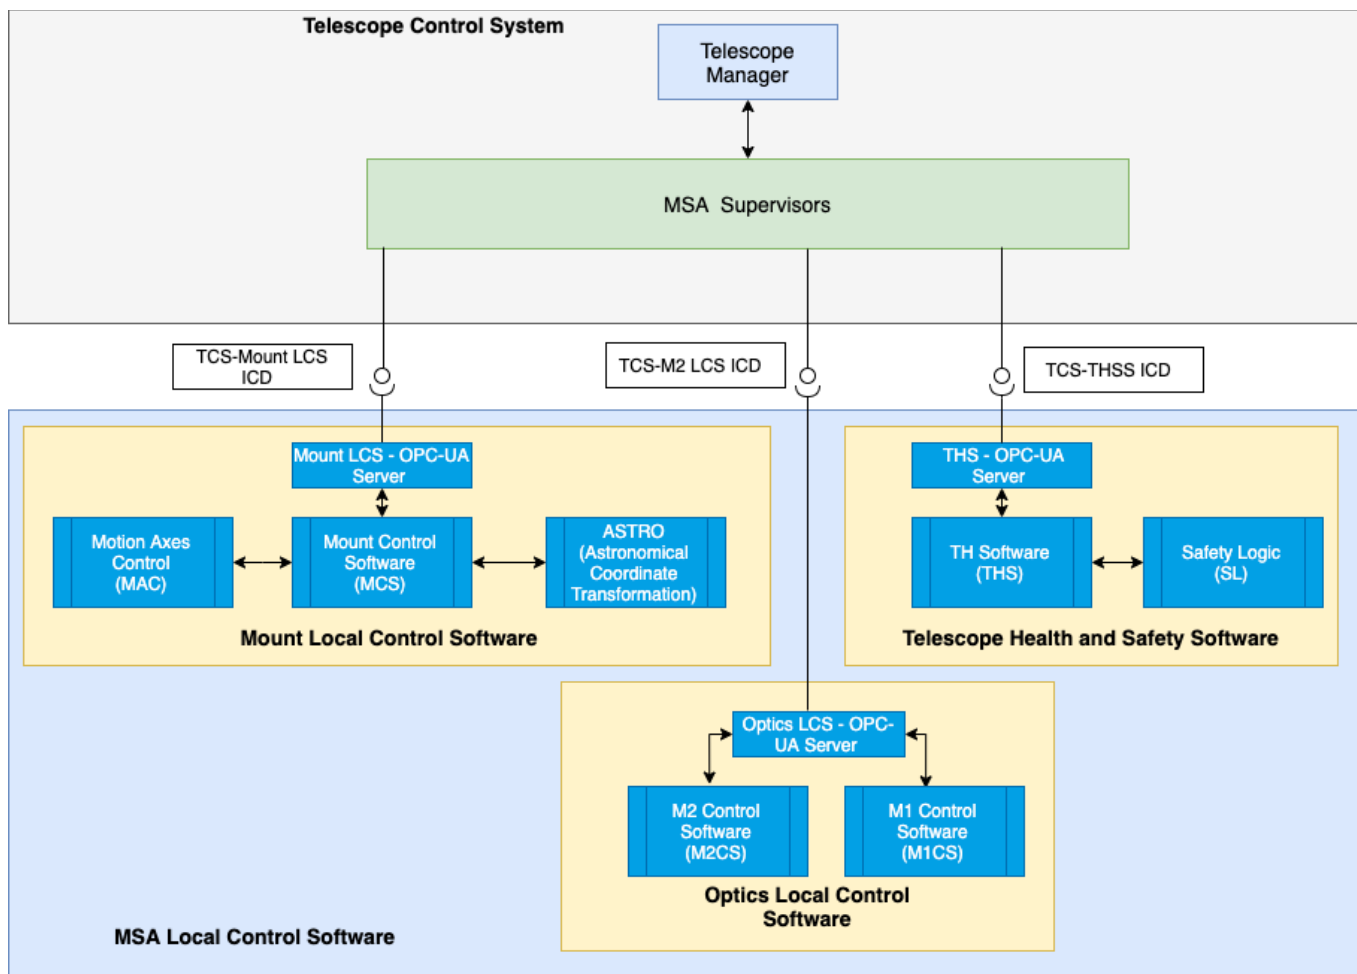 Telescope Control System
Telescope
Manager
MSA Supervisors
TCS-Mount LCS
ICD
TCS-M2 LCS ICD
TCS-THSS ICD
Mount LCS - OPC-UA
Server
THS - OPC-UA
Server
Motion Axes
Control
(MAC)
Mount Control
Software
(MCS)
ASTRO
(Astronomical
Coordinate
Transformation)
TH Software
(THS)
Safety Logic
(SL)
Mount Local Control Software
Telescope Health and Safety Software
Optics LCS - OPC-
UA Server
M2 Control
Software
(M2CS)
M1 Control
Software
(M1CS)
Optics Local Control
Software
MSA Local Control Software